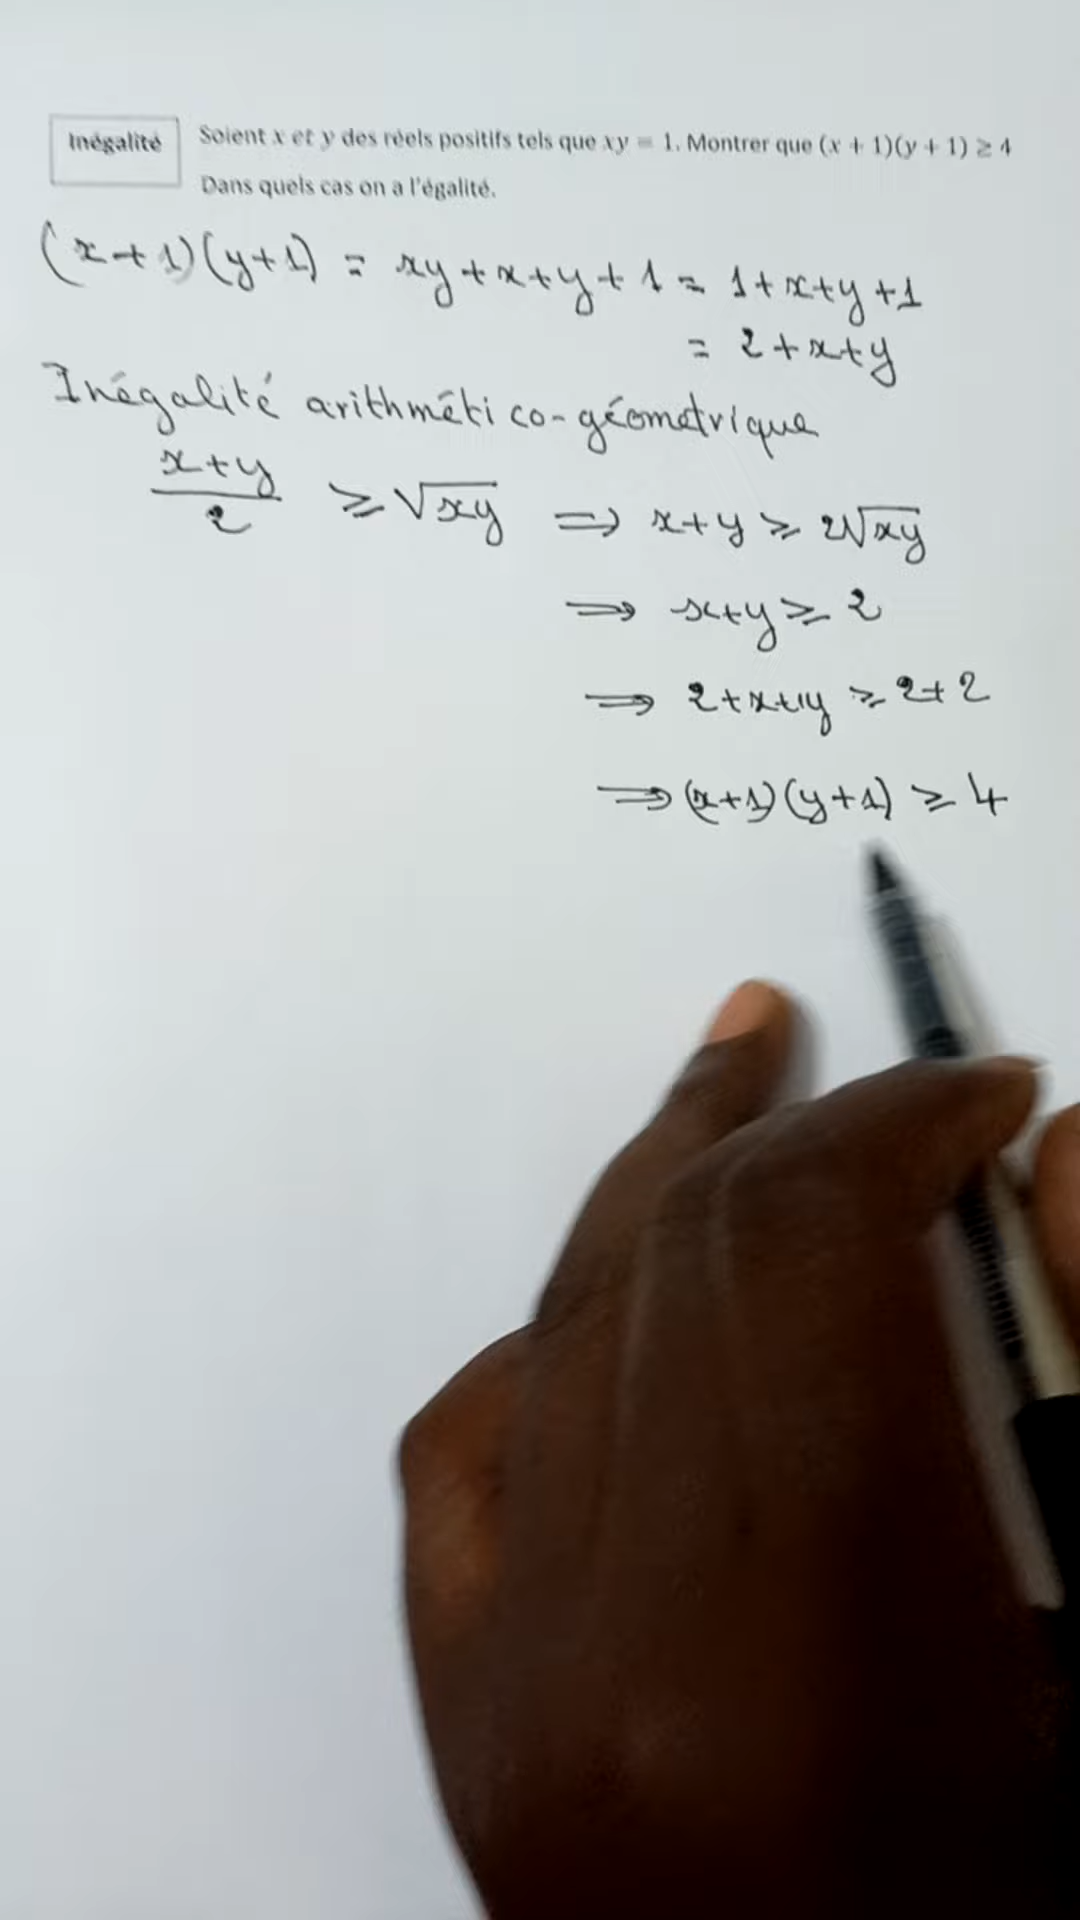 Inégalité
Soient x et y des réels positifs tels que xy = 1. Montrer que (x + 1)(y + 1) ≥ 4
Dans quels cas on a l'égalité.
(x+1)(y+1) = xy+x+y+1 = 1+x+y+1
= 2+x+y
Inégalité arithmético-géométrique
(x+y)/2 ≥ √xy ⇒ x+y ≥ 2√xy
⇒ x+y ≥ 2
⇒ 2+x+y ≥ 2+2
⇒ (x+1)(y+1) ≥ 4